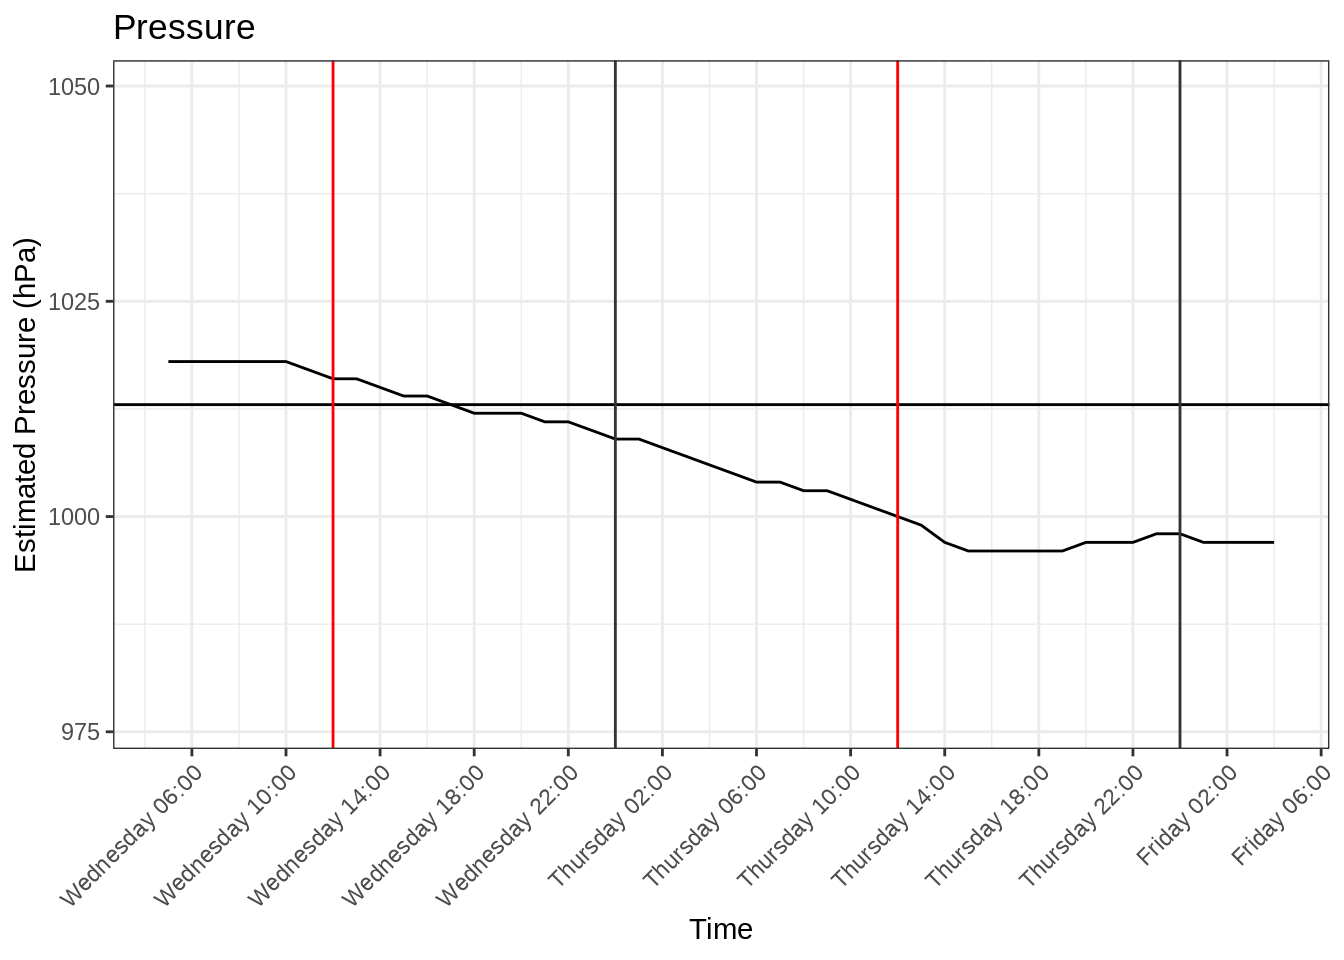 Pressure
Estimated Pressure (hPa)
1050
1025
1000
975
Wednesday 06:00
Wednesday 10:00
Wednesday 14:00
Wednesday 18:00
Wednesday 22:00
Thursday 02:00
Thursday 06:00
Thursday 10:00
Thursday 14:00
Thursday 18:00
Thursday 22:00
Friday 02:00
Friday 06:00
Time